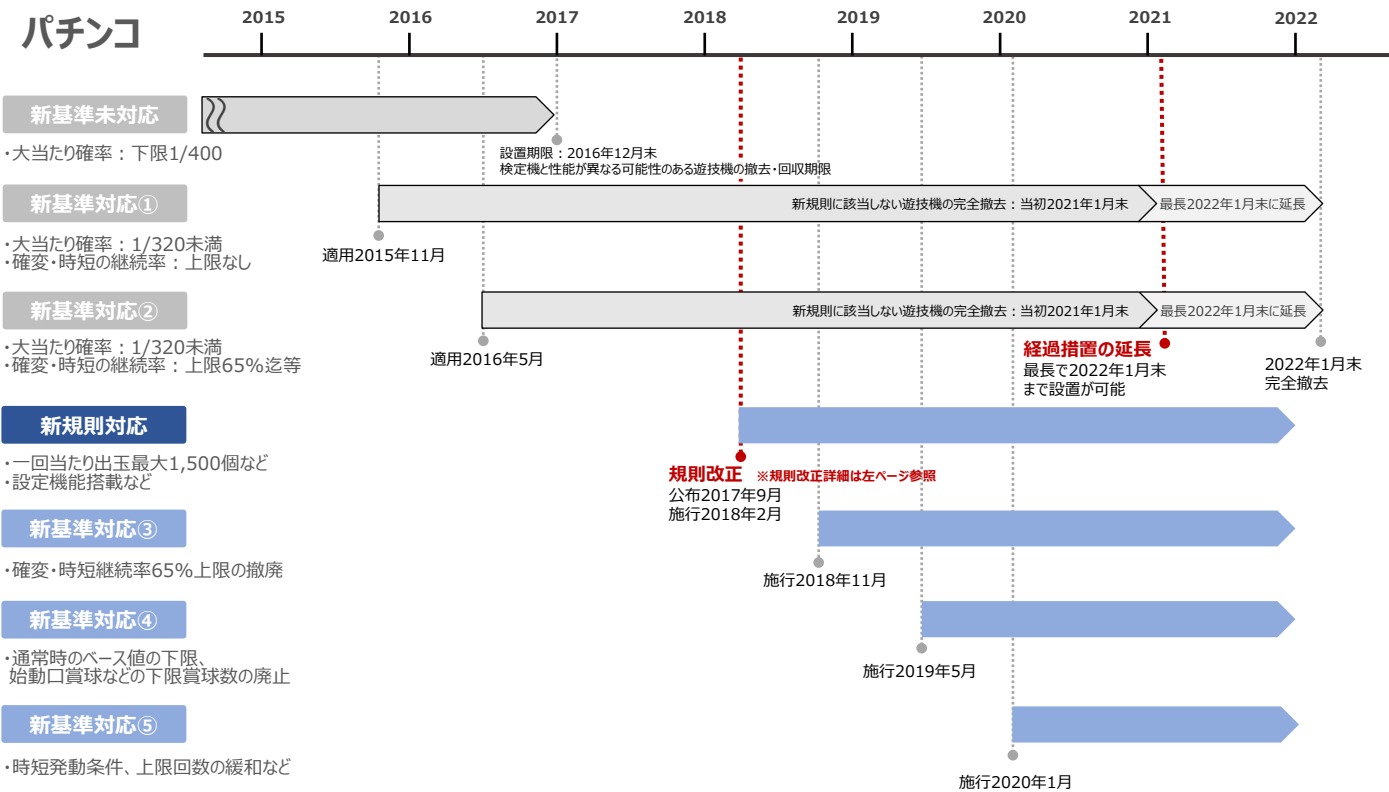 パチンコ
2015
2016
2017
2018
2019
2020
2021
2022
新基準未対応
・大当たり確率：下限1/400
設置期限：2016年12月末
検定機と性能が異なる可能性のある遊技機の撤去・回収期限
新基準対応①
・大当たり確率：1/320未満
・確変・時短の継続率：上限なし
新規則に該当しない遊技機の完全撤去：当初2021年1月末
最長2022年1月末に延長
適用2015年11月
新基準対応②
・大当たり確率：1/320未満
・確変・時短の継続率：上限65%迄等
新規則に該当しない遊技機の完全撤去：当初2021年1月末
最長2022年1月末に延長
適用2016年5月
経過措置の延長
最長で2022年1月末
まで設置が可能
2022年1月末
完全撤去
新規則対応
・一回当たり出玉最大1,500個など
・設定機能搭載など
規則改正 ※規則改正詳細は左ページ参照
公布2017年9月
施行2018年2月
新基準対応③
・確変・時短継続率65%上限の撤廃
施行2018年11月
新基準対応④
・通常時のベース値の下限、
始動口賞球などの下限賞球数の廃止
施行2019年5月
新基準対応⑤
・時短発動条件、上限回数の緩和など
施行2020年1月